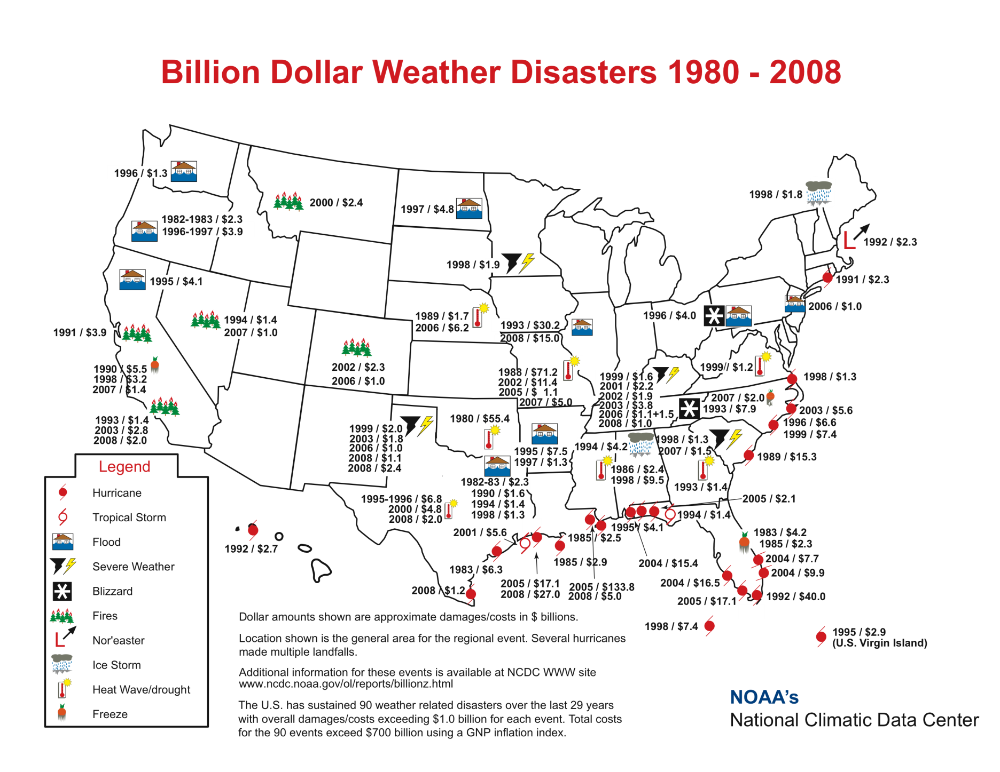 Billion Dollar Weather Disasters 1980 - 2008
1996 / $1.3
1982-1983 / $2.3
1996-1997 / $3.9
2000 / $2.4
1997 / $4.8
1998 / $1.9
1998 / $1.8
1992 / $2.3
1991 / $2.3
2006 / $1.0
1996 / $4.0
1995 / $4.1
1994 / $1.4
2007 / $1.0
1991 / $3.9
1990 / $5.5
1998 / $3.2
2007 / $1.4
1993 / $1.4
2003 / $2.8
2008 / $2.0
2002 / $2.3
2006 / $1.0
1989 / $1.7
2006 / $6.2
1993 / $30.2
2008 / $15.0
1988 / $71.2
2002 / $11.4
2005 / $ 1.1
2007 / $5.0
1999 / $1.6
2001 / $2.2
2002 / $1.9
2003 / $3.8
2006 / $1.1+1.5
2008 / $1.0
1999// $1.2
1998 / $1.3
2007 / $2.0
1993 / $7.9
2003 / $5.6
1996 / $6.6
1999 / $7.4
1989 / $15.3
1999 / $2.0
2003 / $1.8
2006 / $1.0
2008 / $1.1
2008 / $2.4
1980 / $55.4
1995 / $7.5
1997 / $1.3
1994 / $4.2
1998 / $1.3
2007 / $1.5
1986 / $2.4
1998 / $9.5
1993 / $1.4
1982-83 / $2.3
1990 / $1.6
1994 / $1.4
1998 / $1.3
1995-1996 / $6.8
2000 / $4.8
2008 / $2.0
2005 / $2.1
1994 / $1.4
1995 / $4.1
2001 / $5.6
1985 / $2.5
1983 / $6.3
1985 / $2.9
2004 / $15.4
1983 / $4.2
1985 / $2.3
2004 / $7.7
2004 / $9.9
2004 / $16.5
2005 / $17.1
1992 / $40.0
2008 / $1.2
2005 / $17.1
2008 / $27.0
2005 / $133.8
2008 / $5.0
1992 / $2.7
1998 / $7.4
1995 / $2.9
(U.S. Virgin Island)
Legend
Hurricane
Tropical Storm
Flood
Severe Weather
Blizzard
Fires
L
Nor'easter
Ice Storm
Heat Wave/drought
Freeze
L
Dollar amounts shown are approximate damages/costs in $ billions.
Location shown is the general area for the regional event. Several hurricanes
made multiple landfalls.
Additional information for these events is available at NCDC WWW site
www.ncdc.noaa.gov/ol/reports/billionz.html
The U.S. has sustained 90 weather related disasters over the last 29 years
with overall damages/costs exceeding $1.0 billion for each event. Total costs
for the 90 events exceed $700 billion using a GNP inflation index.
NOAA's
National Climatic Data Center